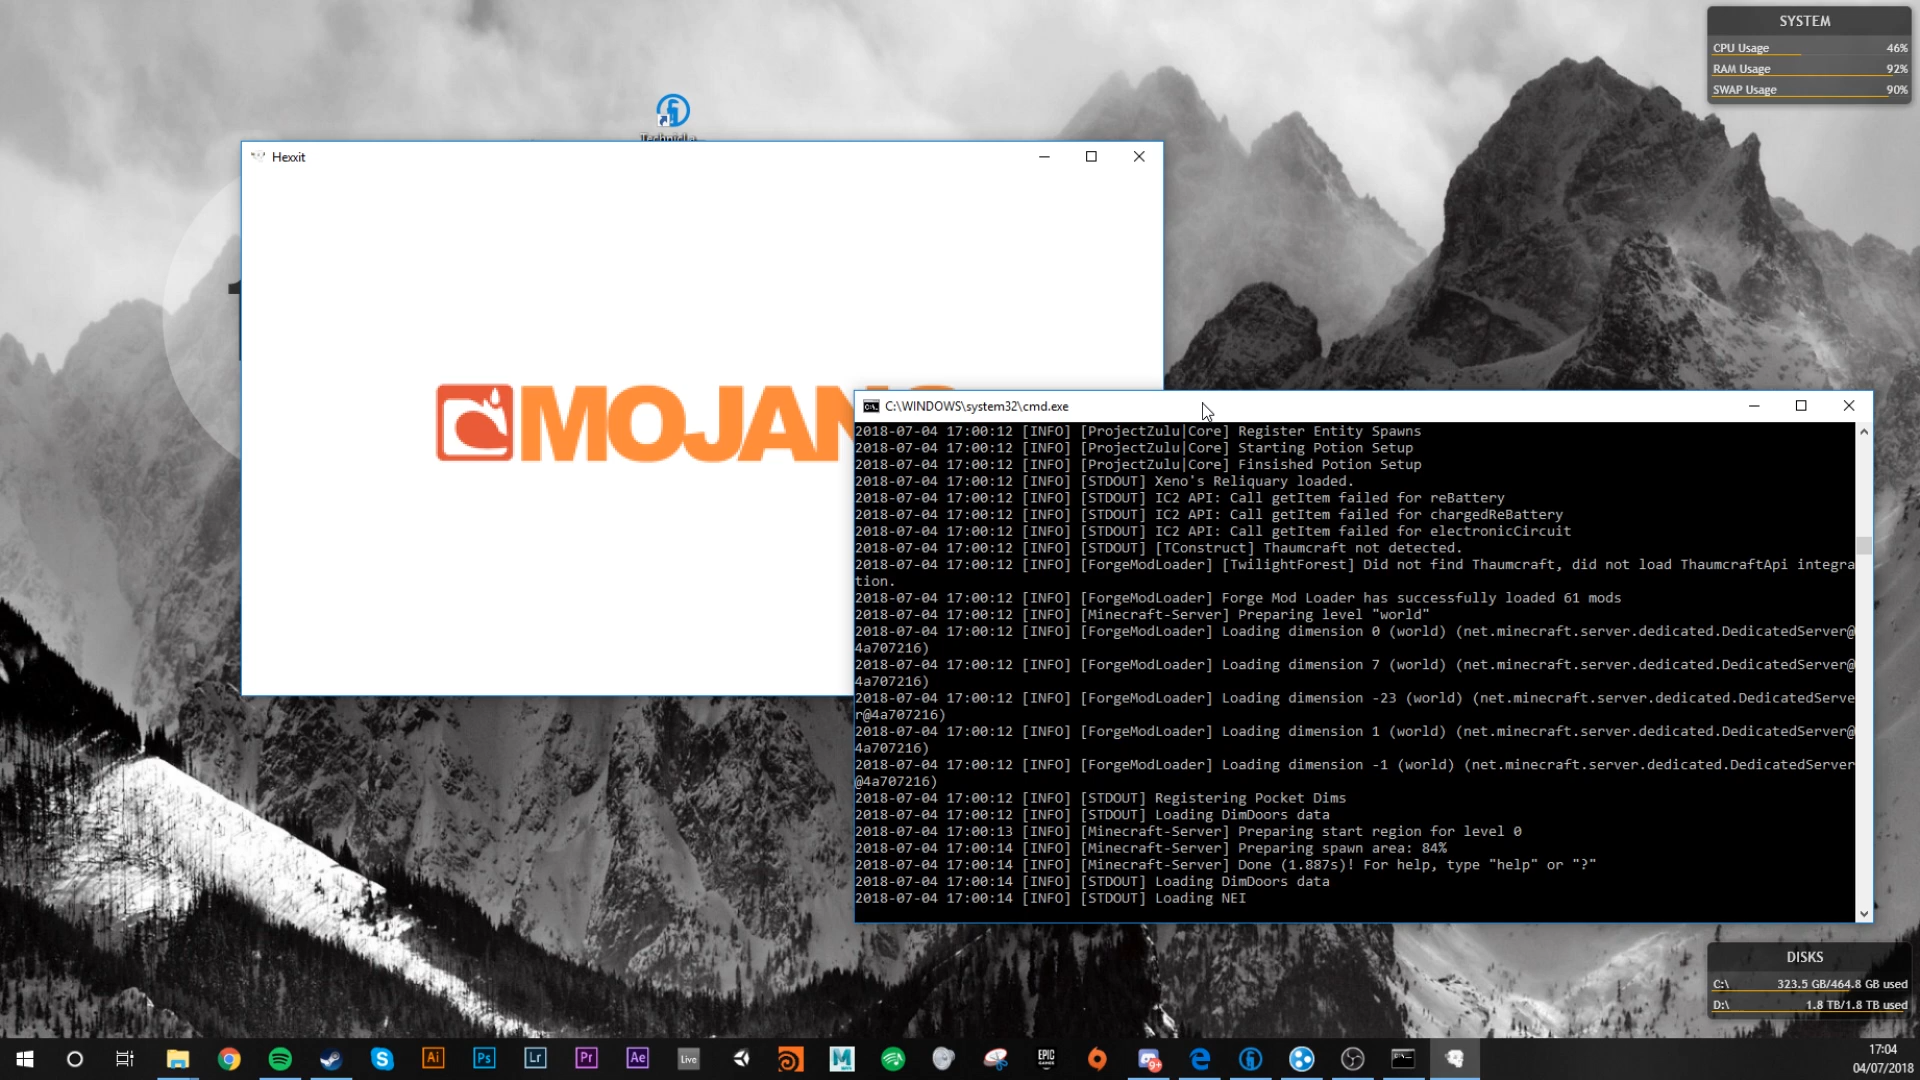 SYSTEM
CPU Usage 46%
RAM Usage 92%
SWAP Usage 90%
Hexxit
C:\WINDOWS\system32\cmd.exe
2018-07-04 17:00:12 [INFO] [ProjectZulu|Core] Register Entity Spawns
2018-07-04 17:00:12 [INFO] [ProjectZulu|Core] Starting Potion Setup
2018-07-04 17:00:12 [INFO] [ProjectZulu|Core] Finsished Potion Setup
2018-07-04 17:00:12 [INFO] [STDOUT] Xeno's Reliquary loaded.
2018-07-04 17:00:12 [INFO] [STDOUT] IC2 API: Call getItem failed for reBattery
2018-07-04 17:00:12 [INFO] [STDOUT] IC2 API: Call getItem failed for chargedReBattery
2018-07-04 17:00:12 [INFO] [STDOUT] IC2 API: Call getItem failed for electronicCircuit
2018-07-04 17:00:12 [INFO] [STDOUT] [TConstruct] Thaumcraft not detected.
2018-07-04 17:00:12 [INFO] [ForgeModLoader] [TwilightForest] Did not find Thaumcraft, did not load ThaumcraftApi integra
tion.
2018-07-04 17:00:12 [INFO] [ForgeModLoader] Forge Mod Loader has successfully loaded 61 mods
2018-07-04 17:00:12 [INFO] [Minecraft-Server] Preparing level "world"
2018-07-04 17:00:12 [INFO] [ForgeModLoader] Loading dimension 0 (world) (net.minecraft.server.dedicated.DedicatedServer@
4a707216)
2018-07-04 17:00:12 [INFO] [ForgeModLoader] Loading dimension 7 (world) (net.minecraft.server.dedicated.DedicatedServer@
4a707216)
2018-07-04 17:00:12 [INFO] [ForgeModLoader] Loading dimension -23 (world) (net.minecraft.server.dedicated.DedicatedServe
r@4a707216)
2018-07-04 17:00:12 [INFO] [ForgeModLoader] Loading dimension 1 (world) (net.minecraft.server.dedicated.DedicatedServer@
4a707216)
2018-07-04 17:00:12 [INFO] [ForgeModLoader] Loading dimension -1 (world) (net.minecraft.server.dedicated.DedicatedServer
@4a707216)
2018-07-04 17:00:12 [INFO] [STDOUT] Registering Pocket Dims
2018-07-04 17:00:12 [INFO] [STDOUT] Loading DimDoors data
2018-07-04 17:00:13 [INFO] [Minecraft-Server] Preparing start region for level 0
2018-07-04 17:00:14 [INFO] [Minecraft-Server] Preparing spawn area: 84%
2018-07-04 17:00:14 [INFO] [Minecraft-Server] Done (1.887s)! For help, type "help" or "?"
2018-07-04 17:00:14 [INFO] [STDOUT] Loading DimDoors data
2018-07-04 17:00:14 [INFO] [STDOUT] Loading NEI
DISKS
C:\ 323.5 GB/464.8 GB used
D:\ 1.8 TB/1.8 TB used
Ai
Ps
Lr
Pr
Ae
Live
EPIC
GAMES
9+
17:04
04/07/2018